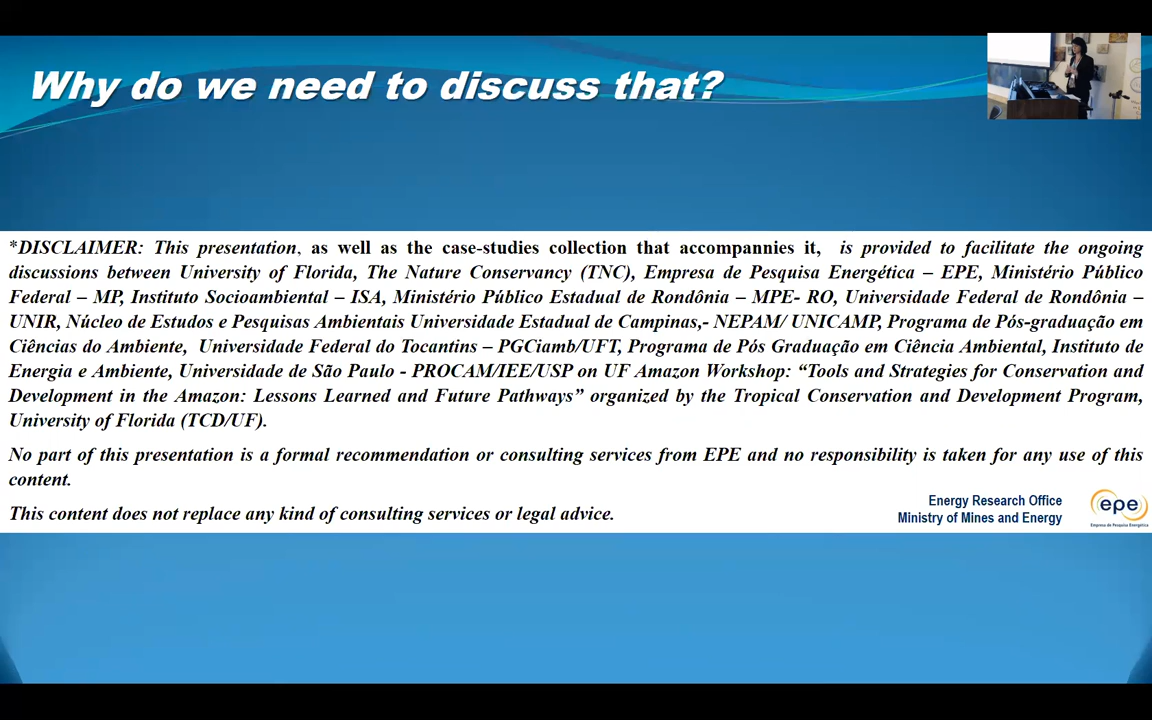 Why do we need to discuss that?
*DISCLAIMER: This presentation, as well as the case-studies collection that accompannies it, is provided to facilitate the ongoing
discussions between University of Florida, The Nature Conservancy (TNC), Empresa de Pesquisa Energética – EPE, Ministério Público
Federal – MP, Instituto Socioambiental – ISA, Ministério Público Estadual de Rondônia – MPE- RO, Universidade Federal de Rondônia –
UNIR, Núcleo de Estudos e Pesquisas Ambientais Universidade Estadual de Campinas,- NEPAM/ UNICAMP, Programa de Pós-graduação em
Ciências do Ambiente, Universidade Federal do Tocantins – PGCiamb/UFT, Programa de Pós Graduação em Ciência Ambiental, Instituto de
Energia e Ambiente, Universidade de São Paulo - PROCAM/IEE/USP on UF Amazon Workshop: “Tools and Strategies for Conservation and
Development in the Amazon: Lessons Learned and Future Pathways” organized by the Tropical Conservation and Development Program,
University of Florida (TCD/UF).
No part of this presentation is a formal recommendation or consulting services from EPE and no responsibility is taken for any use of this
content.
This content does not replace any kind of consulting services or legal advice.
Energy Research Office
Ministry of Mines and Energy
epe
Empresa de Pesquisa Energética